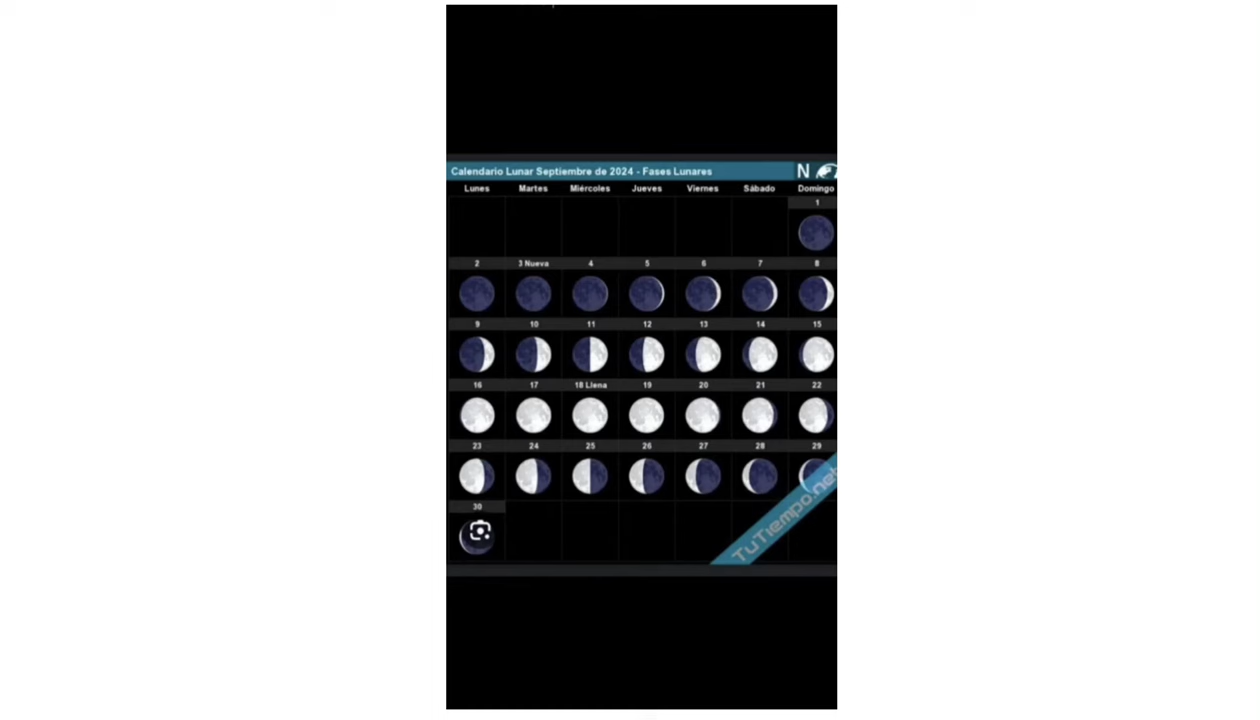 Calendario Lunar Septiembre de 2024 - Fases Lunares N
Lunes Martes Miércoles Jueves Viernes Sábado Domingo
1
2 3 Nueva 4 5 6 7 8
9 10 11 12 13 14 15
16 17 18 Llena 19 20 21 22
23 24 25 26 27 28 29
30
TuTiempo.net